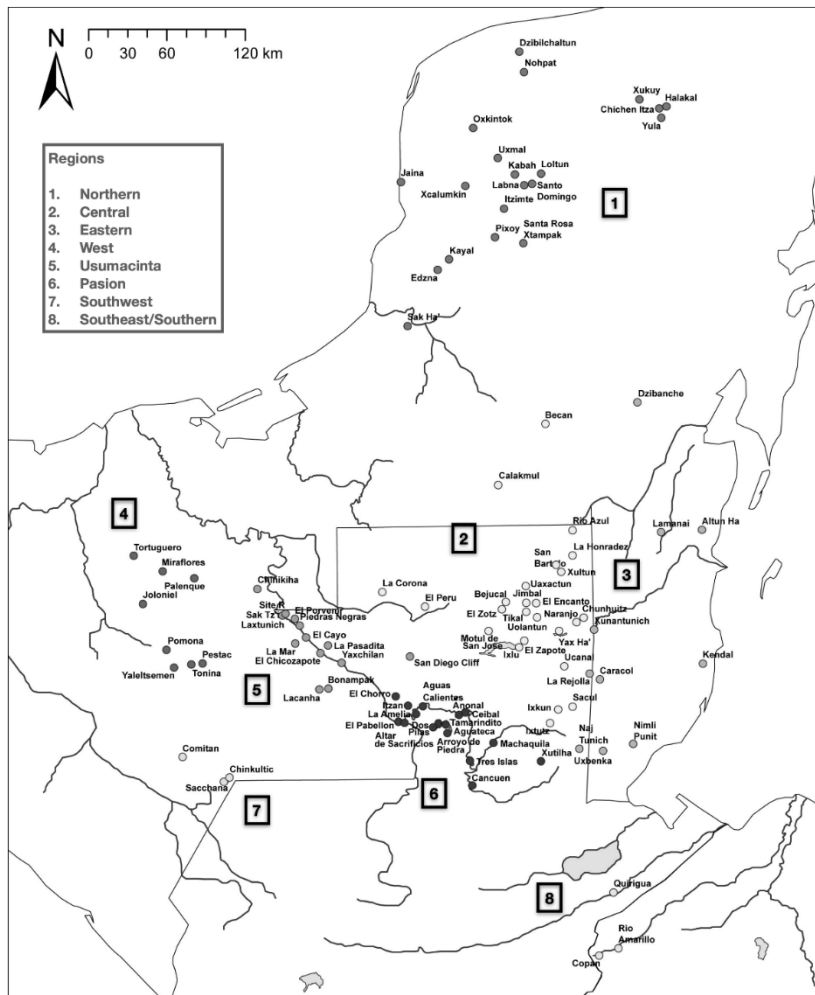 N
0 30 60 120 km
Dzibilchaltun
Nohpat
Xukuy
Halakal
Chichen Itza
Yula
Oxkintok
Uxmal
Kabah
Loltun
Jaina
Xcalumkin
Labna
Santo
Domingo
Itzimte
1
Regions
1. Northern
2. Central
3. Eastern
4. West
5. Usumacinta
6. Pasion
7. Southwest
8. Southeast/Southern
Pixoy
Santa Rosa
Xtampak
Kayal
Edzna
Sak Ha'
Dzibanche
Becan
Calakmul
4
2
Rio Azul
Lamanai
Altun Ha
Tortuguero
Miraflores
Palenque
Joloniel
Chinikiha
La Honradez
San
Bartolo
Xultun
3
Uaxactun
La Corona
El Peru
Bejucal
Jimbal
El Encanto
El Zotz
Tikal
Naranjo
Chunhuitz
Uolantun
Xunantunich
Site R
El Porvenir
Sak Tz'i'
Piedras Negras
Laxtunich
El Cayo
La Mar
La Pasadita
El Chicozapote
Yaxchilan
Motul de
San Jose
Ixlu
El Zapote
Yax Ha'
Pomona
Pestac
Yaleltsemen
Tonina
San Diego Cliff
Ucanal
La Rejolla
Caracol
Kendal
5
Bonampak
Lacanha
El Chorro
Aguas
Calientes
Itzan
La Amelia
Anonal
Ceibal
El Pabellon
Dos
Pilas
Tamarindito
Aguateca
Altar
de Sacrificios
Arroyo de
Piedra
Ixkun
Sacul
Ixtutz
Naj
Tunich
Nimli
Punit
Uxbenka
Machaquila
Xutilha
Tres Islas
Cancuen
Comitan
Chinkultic
Sacchana
7
6
8
Quirigua
Rio
Amarillo
Copan